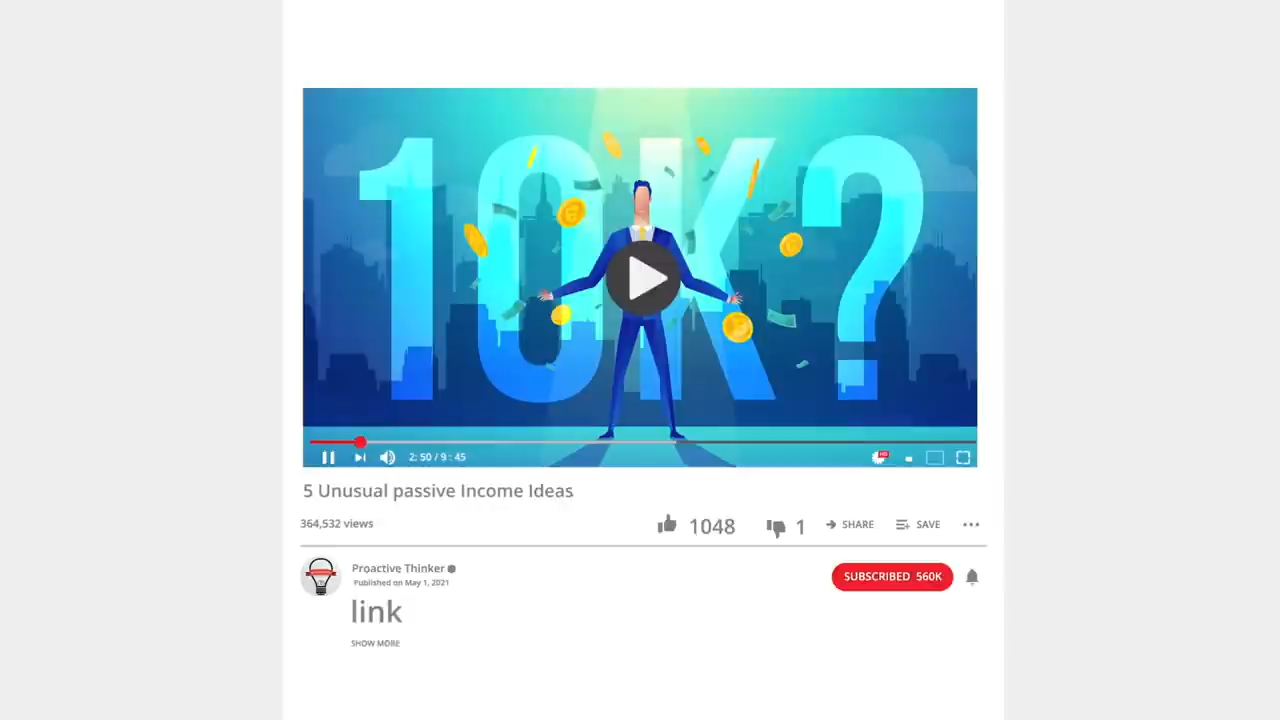 10K?
2: 50 / 9 : 45
HD
5 Unusual passive Income Ideas
364,532 views
1048
1
SHARE
SAVE
Proactive Thinker
SUBSCRIBED 560K
Published on May 1, 2021
link
SHOW MORE